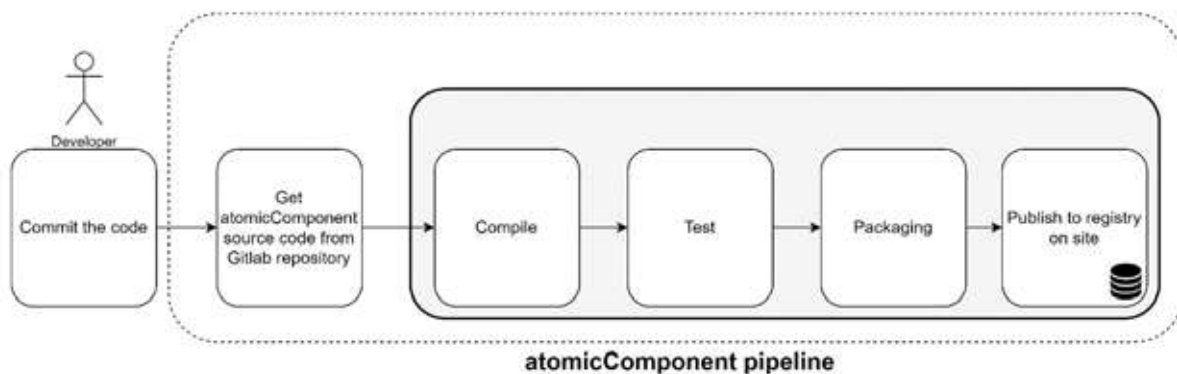 Developer
Commit the code
Get
atomicComponent
source code from
Gitlab repository
Compile
Test
Packaging
Publish to registry
on site
atomicComponent pipeline